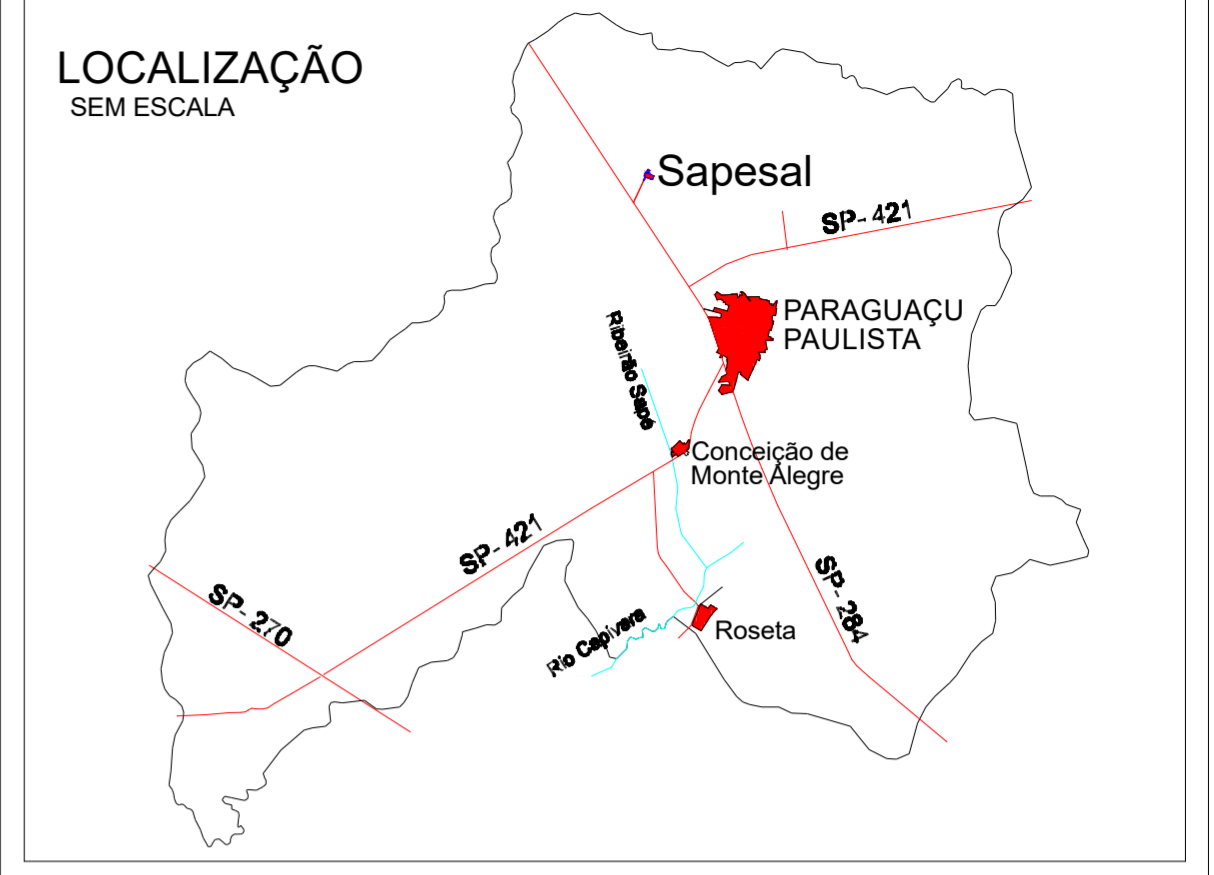 LOCALIZAÇÃO
SEM ESCALA
Sapesal
SP-421
PARAGUAÇU
PAULISTA
Ribeirão Sapé
Conceição de
Monte Alegre
SP-421
SP-270
SP-284
Rio Capivara
Roseta